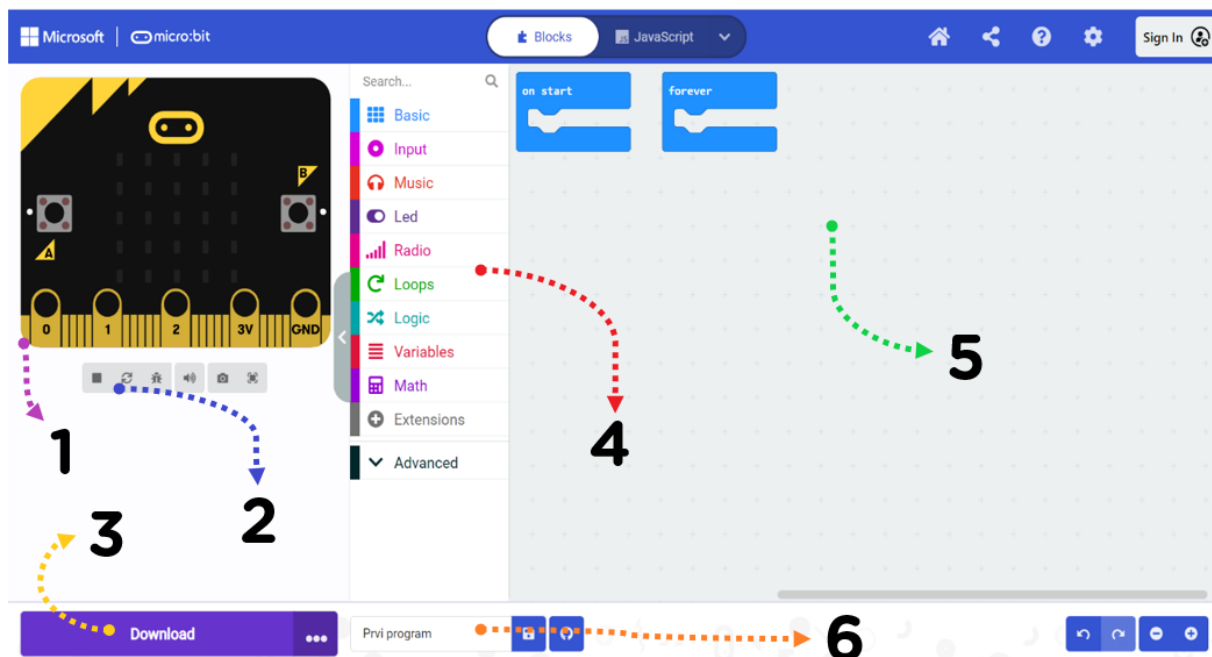 Microsoft micro:bit
Blocks JavaScript
Sign In
Search...
Basic
Input
Music
Led
Radio
Loops
Logic
Variables
Math
Extensions
Advanced
on start
forever
A
B
0 1 2 3V GND
1
2
3
4
5
6
Download
Prvi program